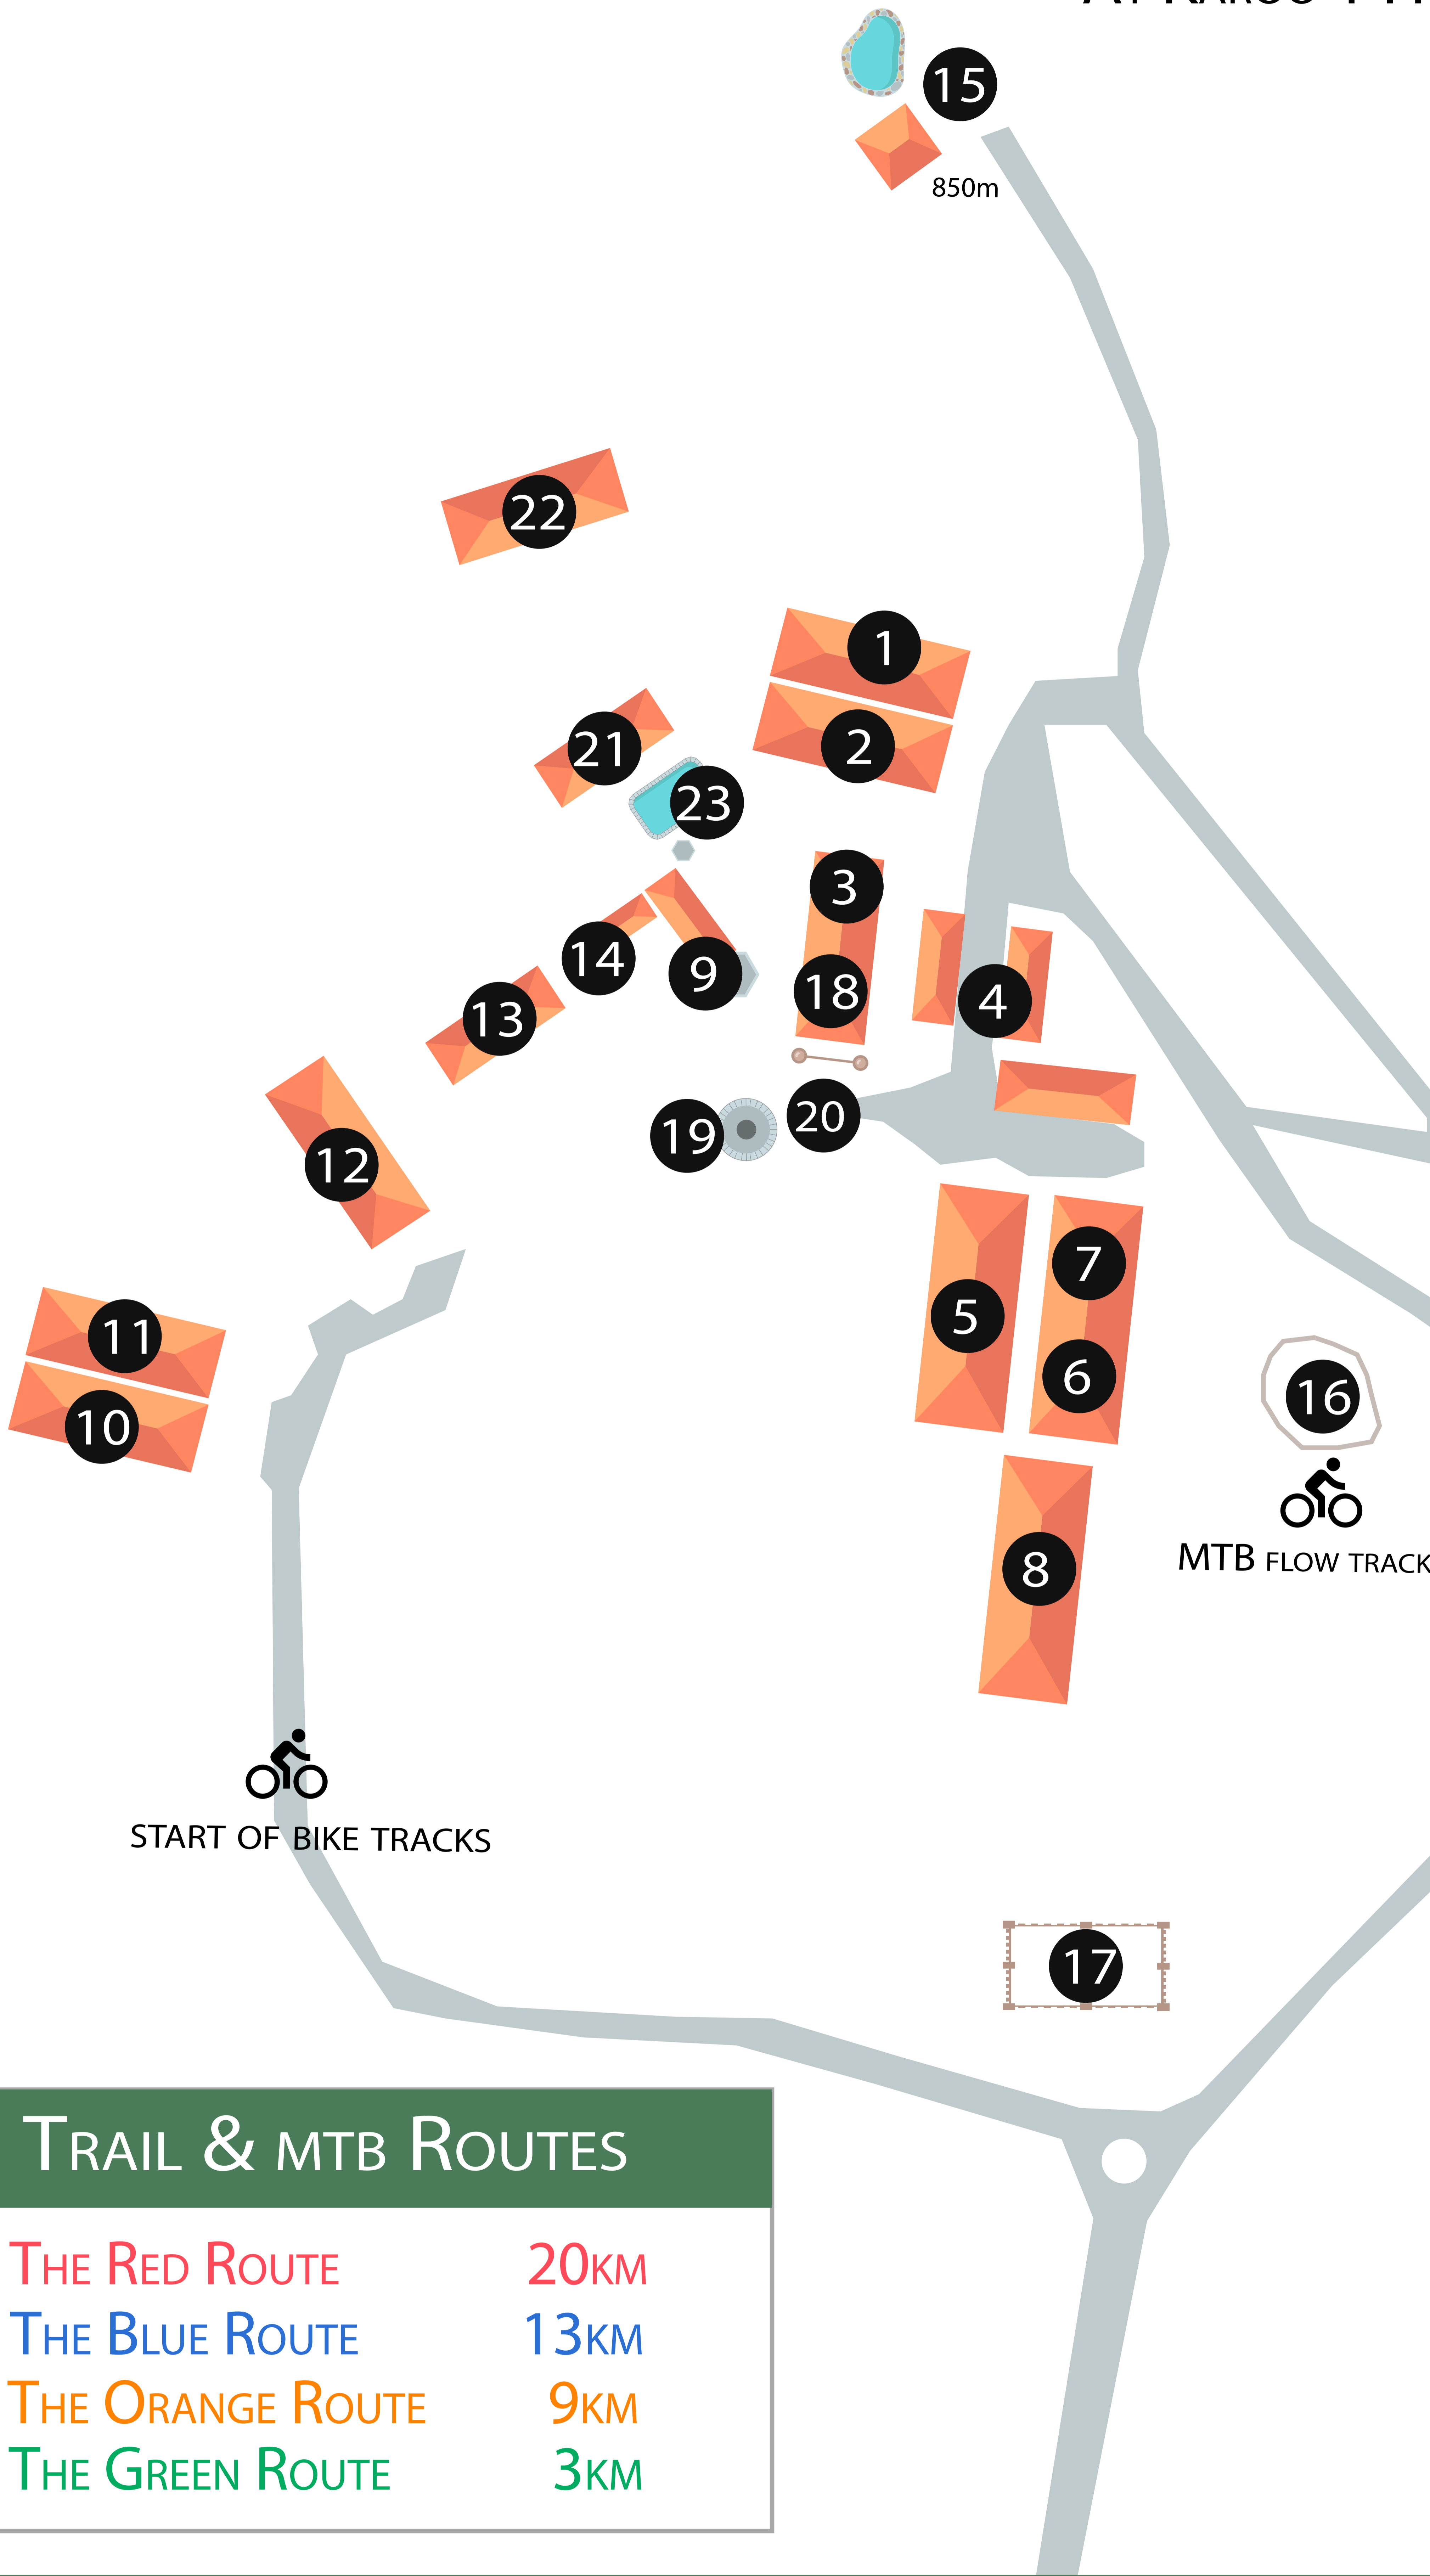 15
850m
22
1
2
21
23
3
14
9
18
4
13
20
19
12
7
5
11
6
16
10
MTB FLOW TRACK
8
START OF BIKE TRACKS
17
TRAIL & MTB ROUTES
THE RED ROUTE 20KM
THE BLUE ROUTE 13KM
THE ORANGE ROUTE 9KM
THE GREEN ROUTE 3KM